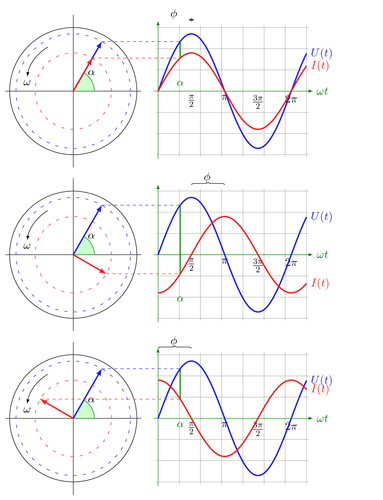 ϕ
U(t)
I(t)
α
ω
α
π/2
π
3π/2
2π
ωt
ϕ
U(t)
α
ω
π/2
π
3π/2
2π
ωt
I(t)
α
ϕ
U(t)
I(t)
α
ω
α
π/2
π
3π/2
2π
ωt